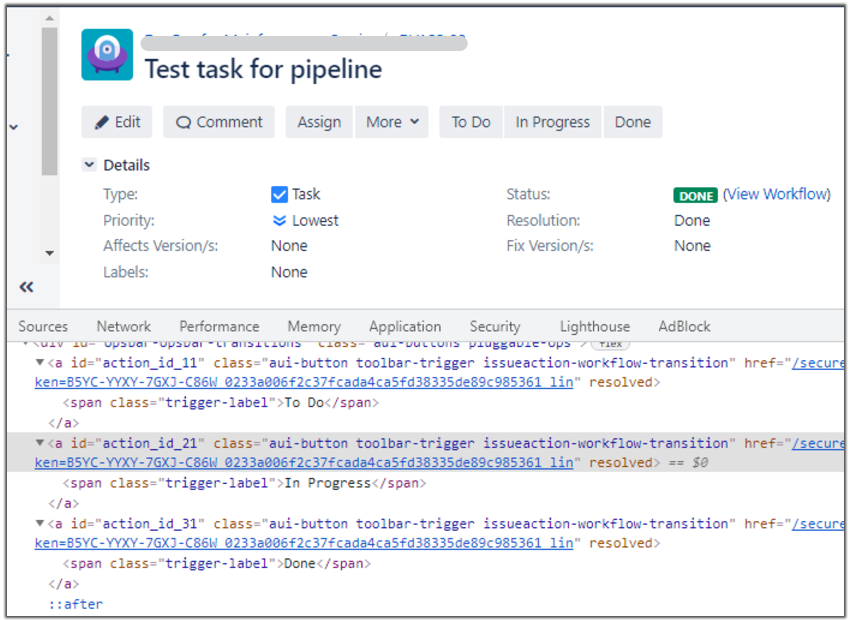 Test task for pipeline
Edit Comment Assign More To Do In Progress Done
Details
Type: Task Status: DONE (View Workflow)
Priority: Lowest Resolution: Done
Affects Version/s: None Fix Version/s: None
Labels: None
Sources Network Performance Memory Application Security Lighthouse AdBlock
<div id="opsbar-opsbar-transitions" class="aui-buttons pluggable-ops"> flex
<a id="action_id_11" class="aui-button toolbar-trigger issueaction-workflow-transition" href="/secure
ken=B5YC-YYXY-7GXJ-C86W_0233a006f2c37fcada4ca5fd38335de89c985361_lin" resolved>
<span class="trigger-label">To Do</span>
</a>
<a id="action_id_21" class="aui-button toolbar-trigger issueaction-workflow-transition" href="/secure
ken=B5YC-YYXY-7GXJ-C86W_0233a006f2c37fcada4ca5fd38335de89c985361_lin" resolved> == $0
<span class="trigger-label">In Progress</span>
</a>
<a id="action_id_31" class="aui-button toolbar-trigger issueaction-workflow-transition" href="/secure
ken=B5YC-YYXY-7GXJ-C86W_0233a006f2c37fcada4ca5fd38335de89c985361_lin" resolved>
<span class="trigger-label">Done</span>
</a>
::after